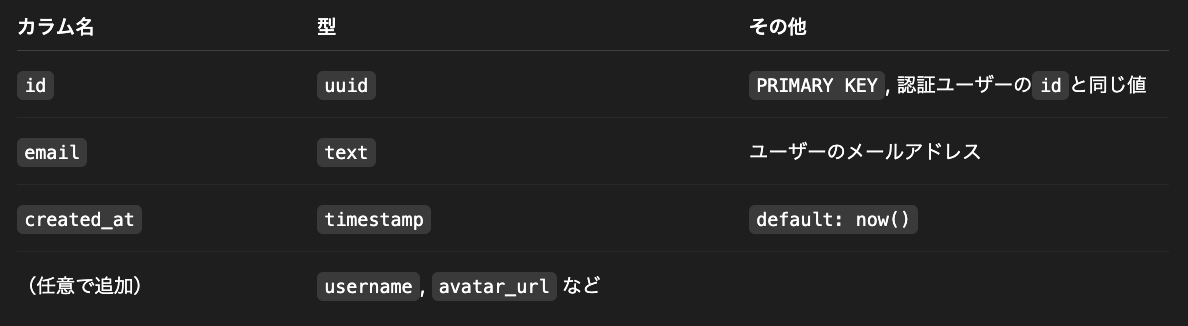 カラム名 型 その他
id uuid PRIMARY KEY, 認証ユーザーのidと同じ値
email text ユーザーのメールアドレス
created_at timestamp default: now()
（任意で追加） username, avatar_url など